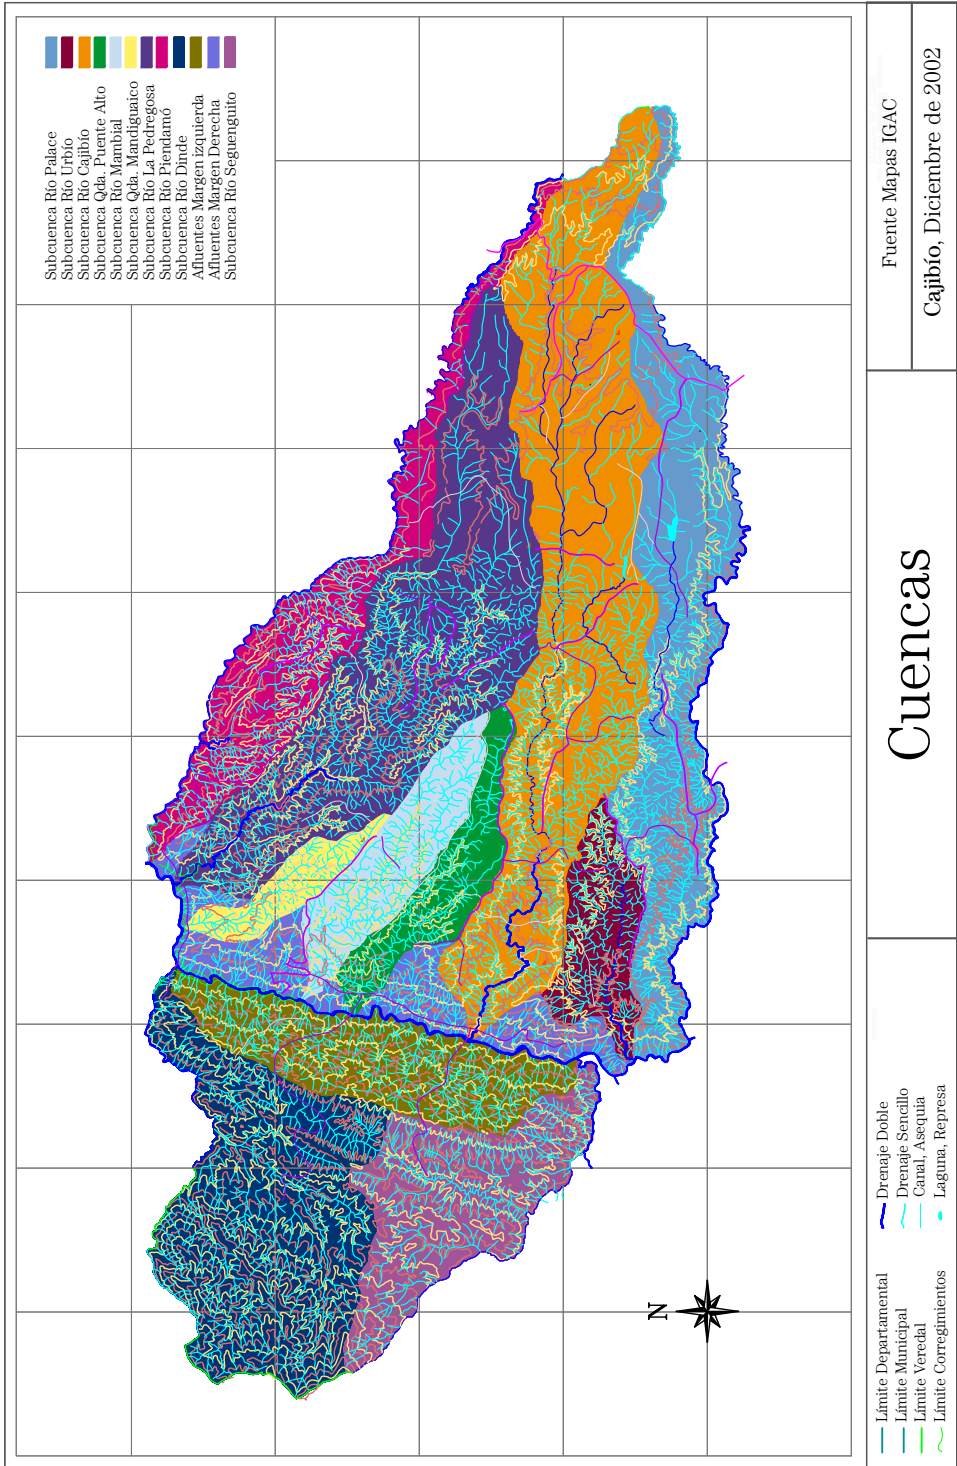 Subcuenca Río Palace
Subcuenca Río Urbío
Subcuenca Río Cajibío
Subcuenca Qda. Puente Alto
Subcuenca Río Mambial
Subcuenca Qda. Mandiguaico
Subcuenca Río La Pedregosa
Subcuenca Río Piendamó
Subcuenca Río Dinde
Afluentes Margen izquierda
Afluentes Margen Derecha
Subcuenca Río Seguenguito
N
Límite Departamental
Límite Municipal
Límite Veredal
Límite Corregimientos
Drenaje Doble
Drenaje Sencillo
Canal, Asequia
Laguna, Represa
Cuencas
Fuente Mapas IGAC
Cajibío, Diciembre de 2002